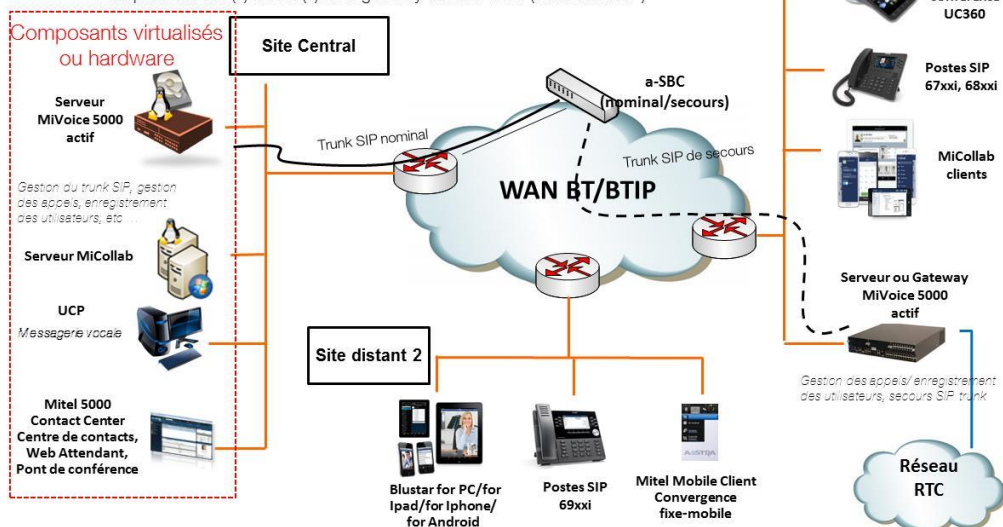 Composants virtualisés
ou hardware
Site Central
Serveur
MiVoice 5000
actif
Gestion du trunk SIP, gestion
des appels, enregistrement
des utilisateurs, etc ...
Serveur MiCollab
UCP
Messagerie vocale
Mitel 5000
Contact Center
Centre de contacts,
Web Attendant,
Pont de conférence
Trunk SIP nominal
a-SBC
(nominal/secours)
Trunk SIP de secours
WAN BT/BTIP
Site distant 2
Blustar for PC/for
Ipad/for Iphone/
for Android
Postes SIP
69xxi
AASTRA
Mitel Mobile Client
Convergence
fixe-mobile
UC360
Postes SIP
67xxi, 68xxi
MiCollab
clients
Serveur ou Gateway
MiVoice 5000
actif
Gestion des appels/ enregistrement
des utilisateurs, secours SIP trunk
Réseau
RTC